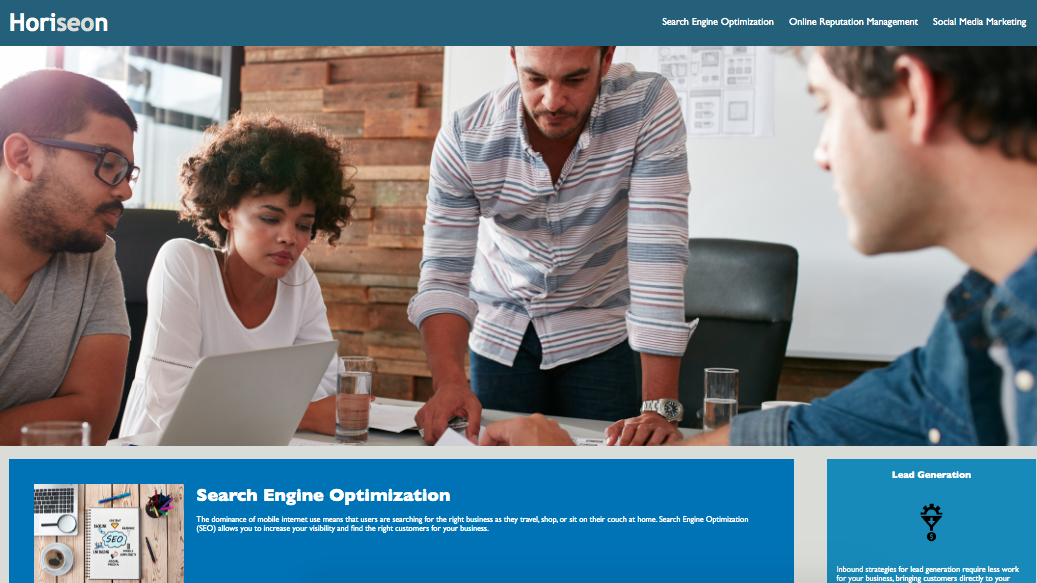 Horiseon
Search Engine Optimization
Online Reputation Management
Social Media Marketing
Search Engine Optimization
The dominance of mobile internet use means that users are searching for the right business as they travel, shop, or sit on their couch at home. Search Engine Optimization
(SEO) allows you to increase your visibility and find the right customers for your business.
SEO
Lead Generation
Inbound strategies for lead generation require less work
for your business, bringing customers directly to your